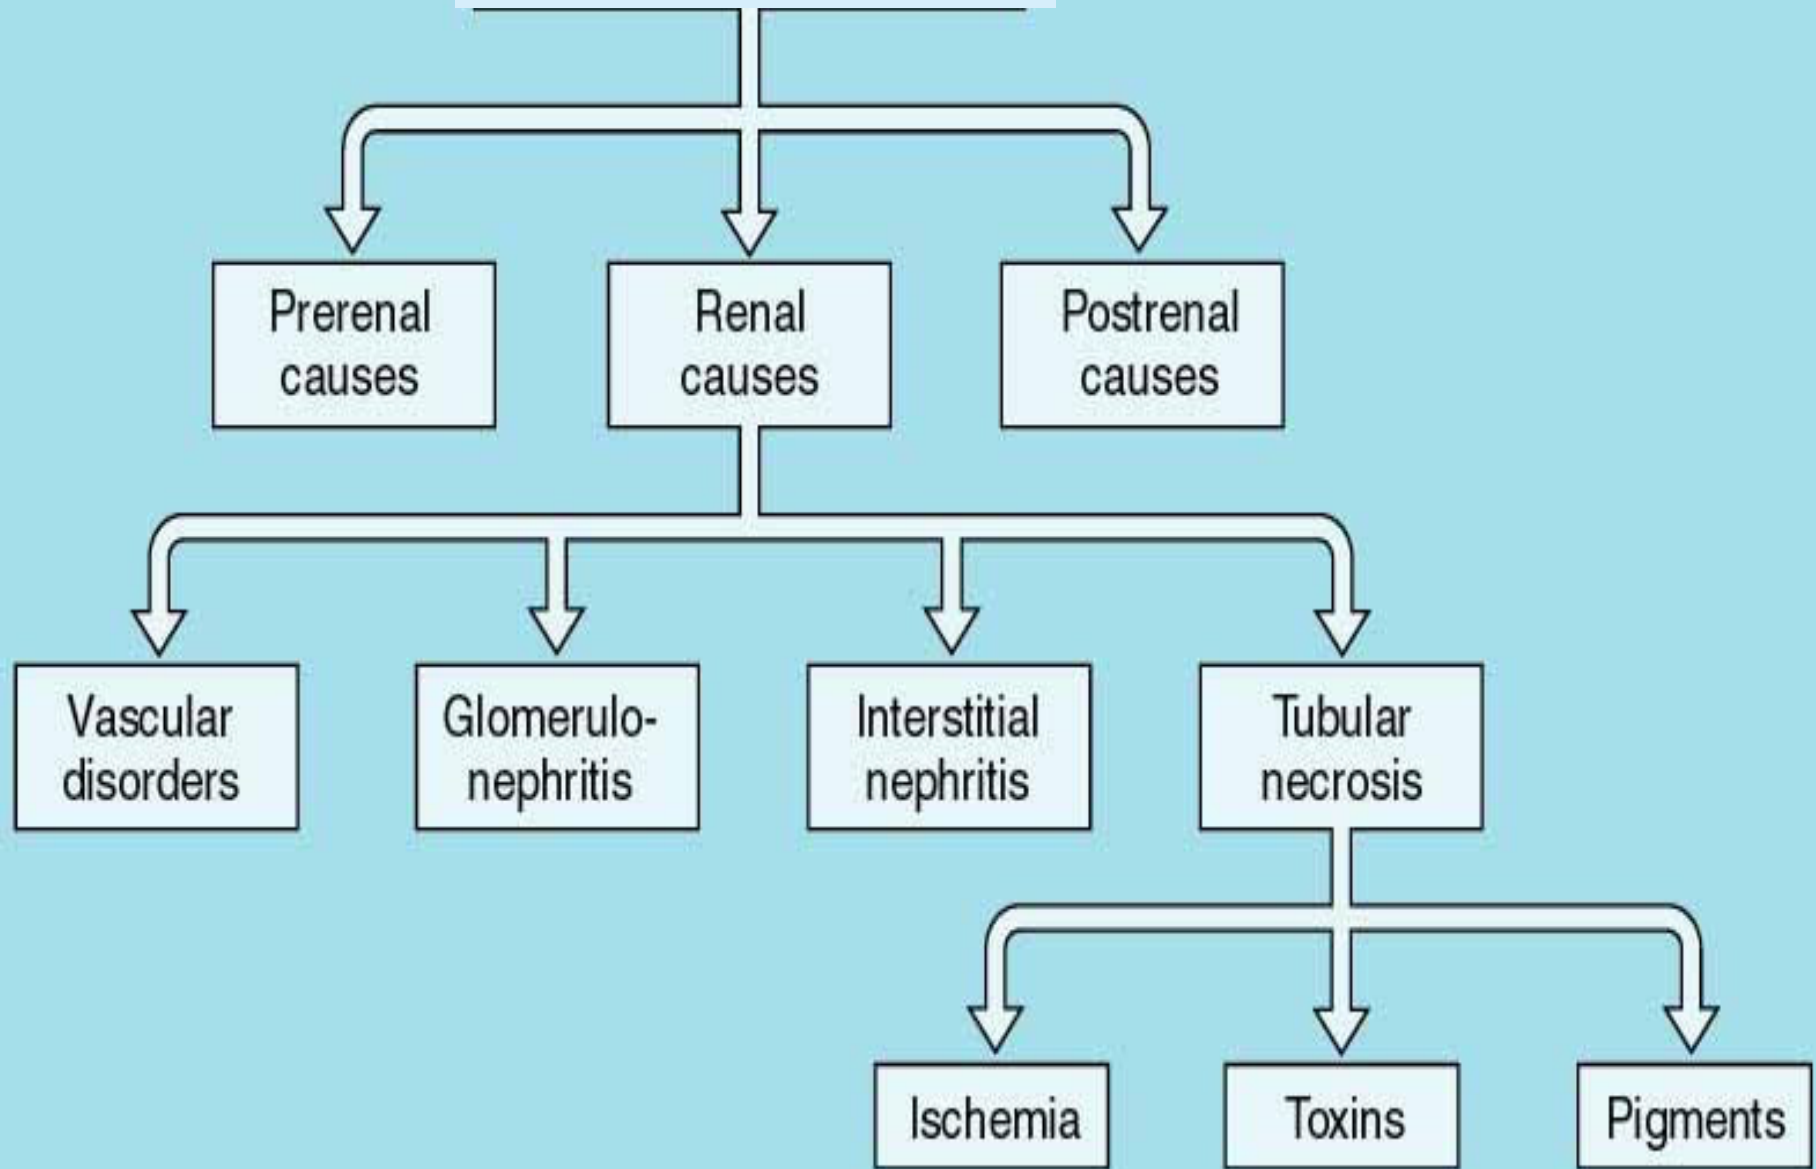 Prerenal
causes
Renal
causes
Postrenal
causes
Vascular
disorders
Glomerulo-
nephritis
Interstitial
nephritis
Tubular
necrosis
Ischemia
Toxins
Pigments